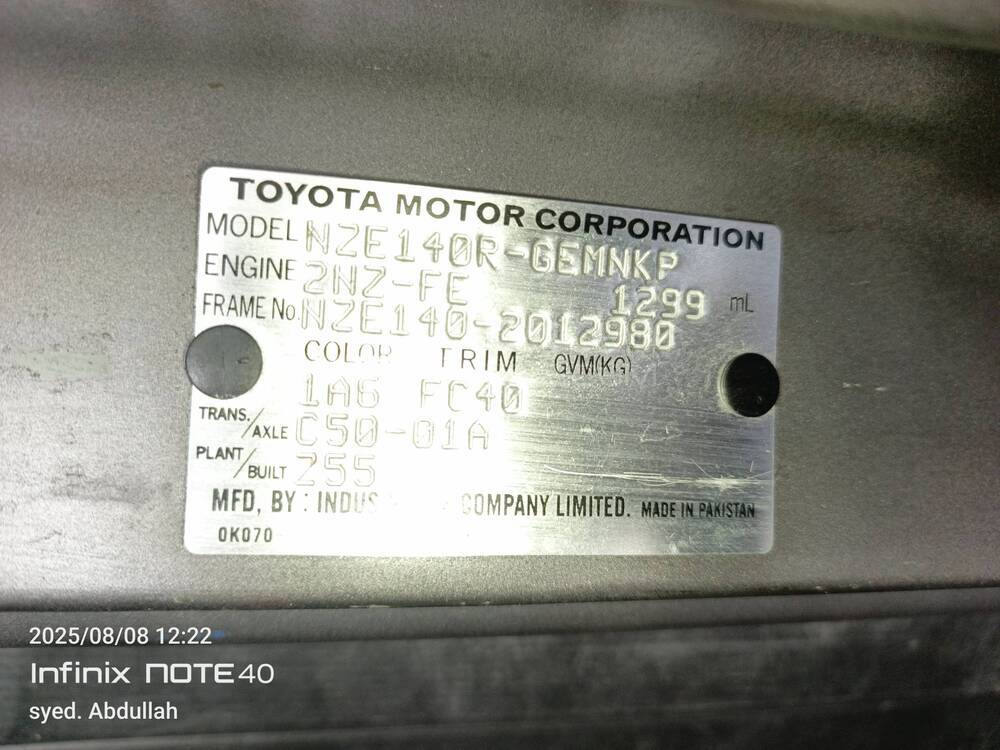 TOYOTA MOTOR CORPORATION
MODEL NZE140R-GEMNKP
ENGINE 2NZ-FE 1299 mL
FRAME No. NZE140-2012980
COLOR TRIM GVM(KG)
1A6 FC40
TRANS./AXLE C50-01A
PLANT/BUILT Z55
MFD, BY : INDUS COMPANY LIMITED. MADE IN PAKISTAN
0K070
2025/08/08 12:22
Infinix NOTE 40
syed. Abdullah